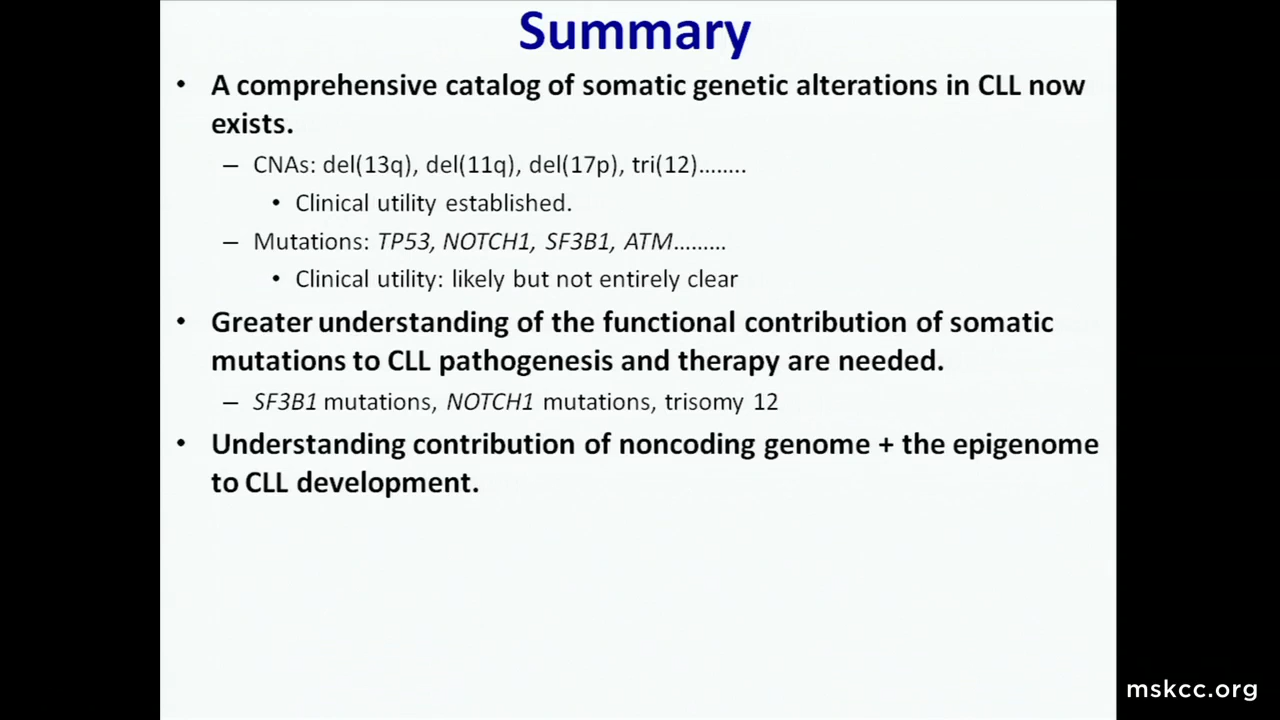 Summary
• A comprehensive catalog of somatic genetic alterations in CLL now
exists.
– CNAs: del(13q), del(11q), del(17p), tri(12)........
• Clinical utility established.
– Mutations: TP53, NOTCH1, SF3B1, ATM.........
• Clinical utility: likely but not entirely clear
• Greater understanding of the functional contribution of somatic
mutations to CLL pathogenesis and therapy are needed.
– SF3B1 mutations, NOTCH1 mutations, trisomy 12
• Understanding contribution of noncoding genome + the epigenome
to CLL development.
mskcc.org